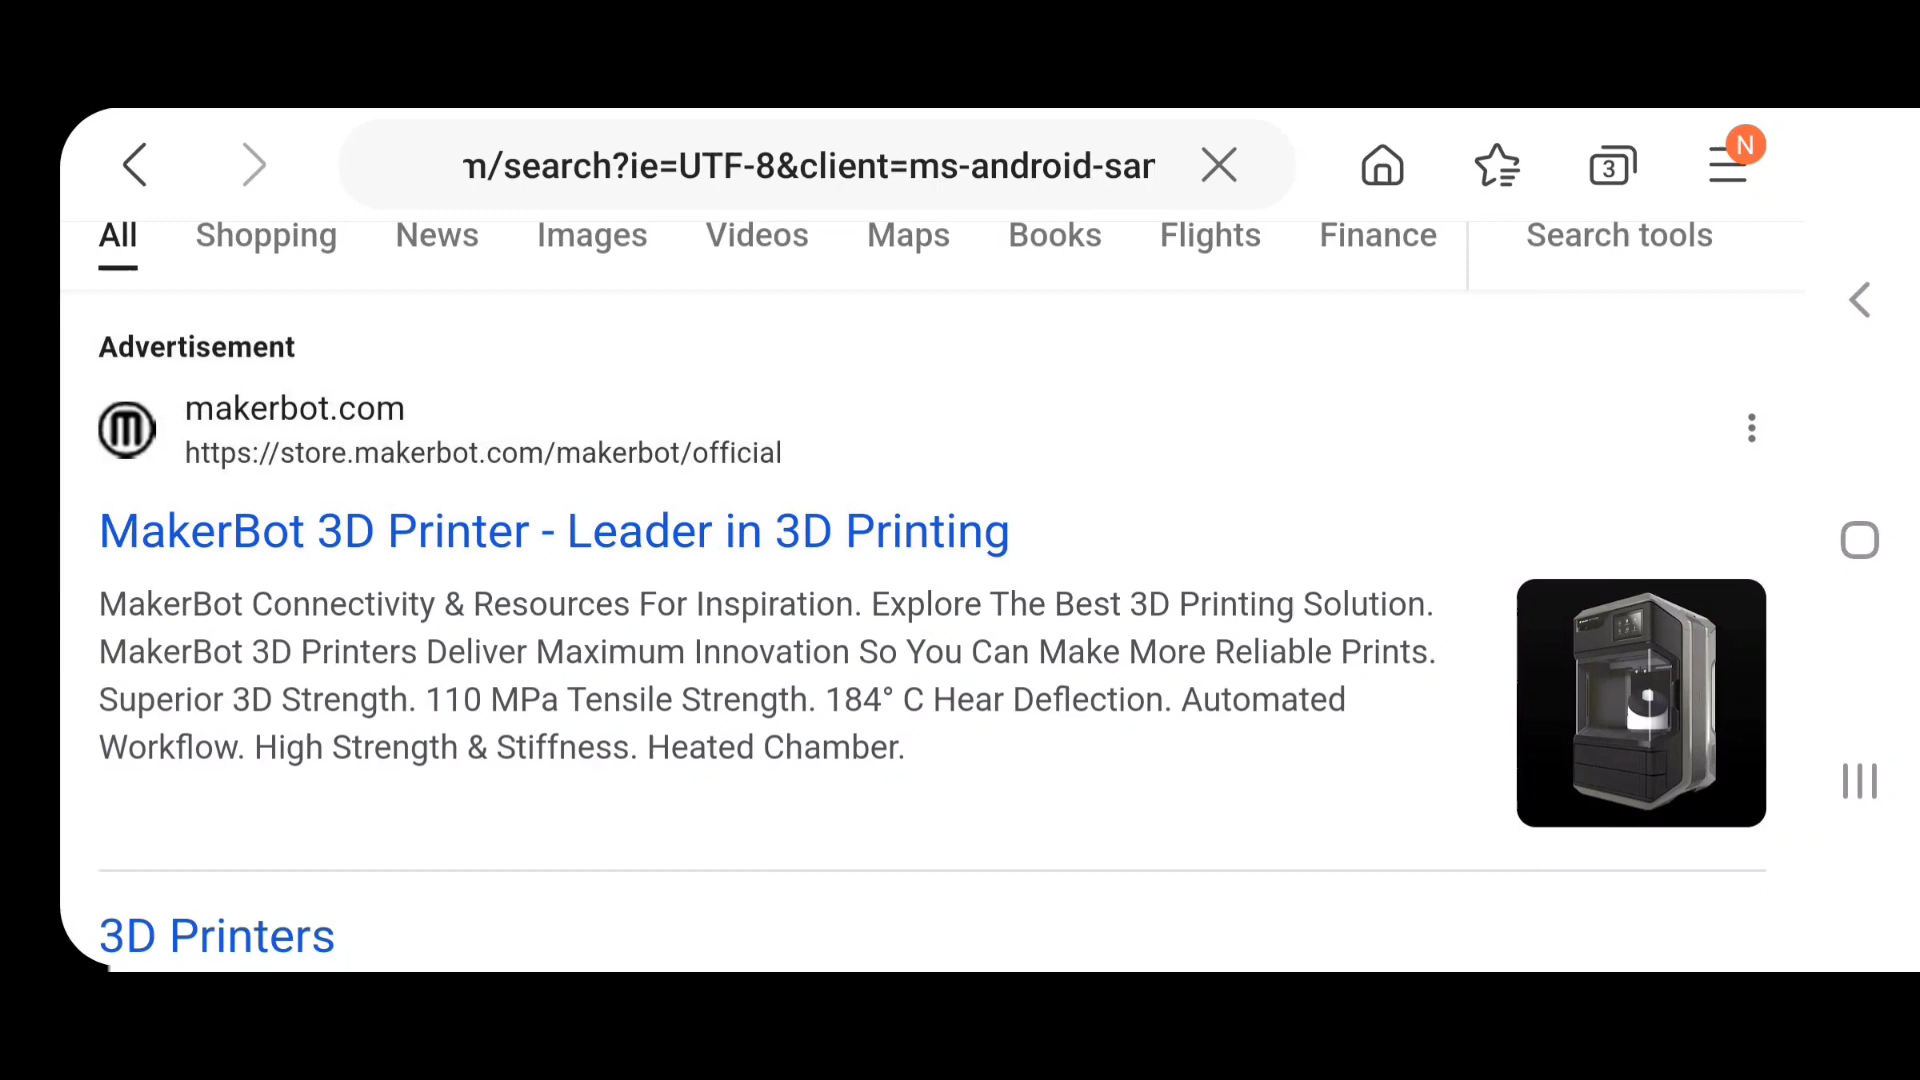 m/search?ie=UTF-8&client=ms-android-sar
3
N
All Shopping News Images Videos Maps Books Flights Finance Search tools
Advertisement
makerbot.com
https://store.makerbot.com/makerbot/official
MakerBot 3D Printer - Leader in 3D Printing
MakerBot Connectivity & Resources For Inspiration. Explore The Best 3D Printing Solution.
MakerBot 3D Printers Deliver Maximum Innovation So You Can Make More Reliable Prints.
Superior 3D Strength. 110 MPa Tensile Strength. 184° C Hear Deflection. Automated
Workflow. High Strength & Stiffness. Heated Chamber.
3D Printers